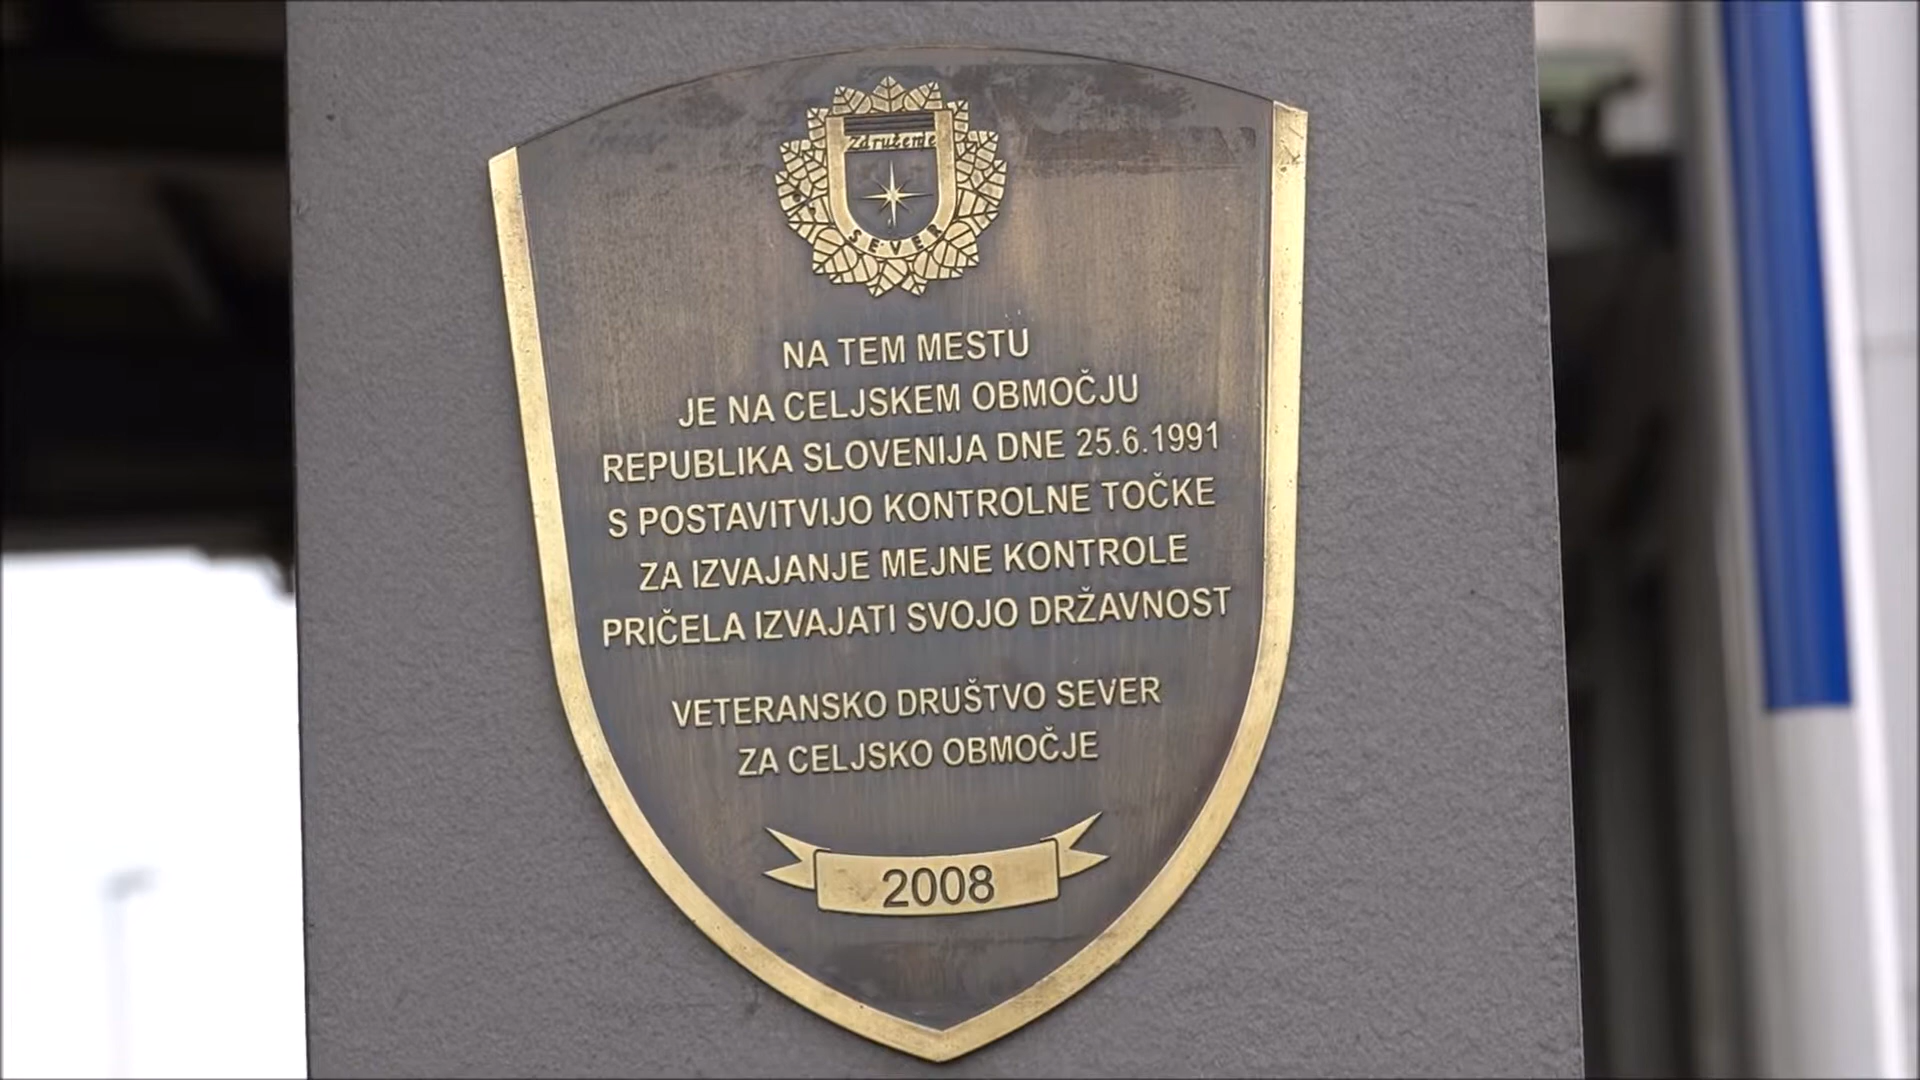 Združenje
SEVER
NA TEM MESTU
JE NA CELJSKEM OBMOČJU
REPUBLIKA SLOVENIJA DNE 25.6.1991
S POSTAVITVIJO KONTROLNE TOČKE
ZA IZVAJANJE MEJNE KONTROLE
PRIČELA IZVAJATI SVOJO DRŽAVNOST
VETERANSKO DRUŠTVO SEVER
ZA CELJSKO OBMOČJE
2008